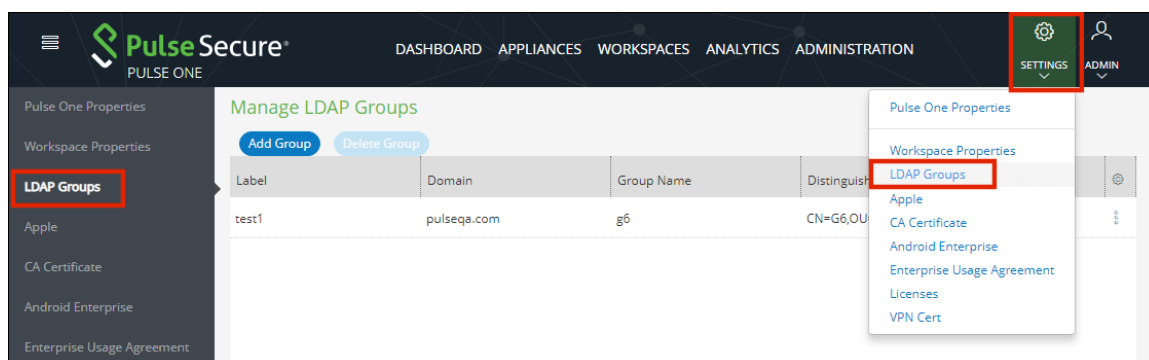 Pulse Secure
PULSE ONE
DASHBOARD APPLIANCES WORKSPACES ANALYTICS ADMINISTRATION
SETTINGS
ADMIN
Pulse One Properties
Workspace Properties
LDAP Groups
Apple
CA Certificate
Android Enterprise
Enterprise Usage Agreement
Manage LDAP Groups
Add Group Delete Group
Label Domain Group Name Distinguish
test1 pulseqa.com g6 CN=G6,OU=
Pulse One Properties
Workspace Properties
LDAP Groups
Apple
CA Certificate
Android Enterprise
Enterprise Usage Agreement
Licenses
VPN Cert